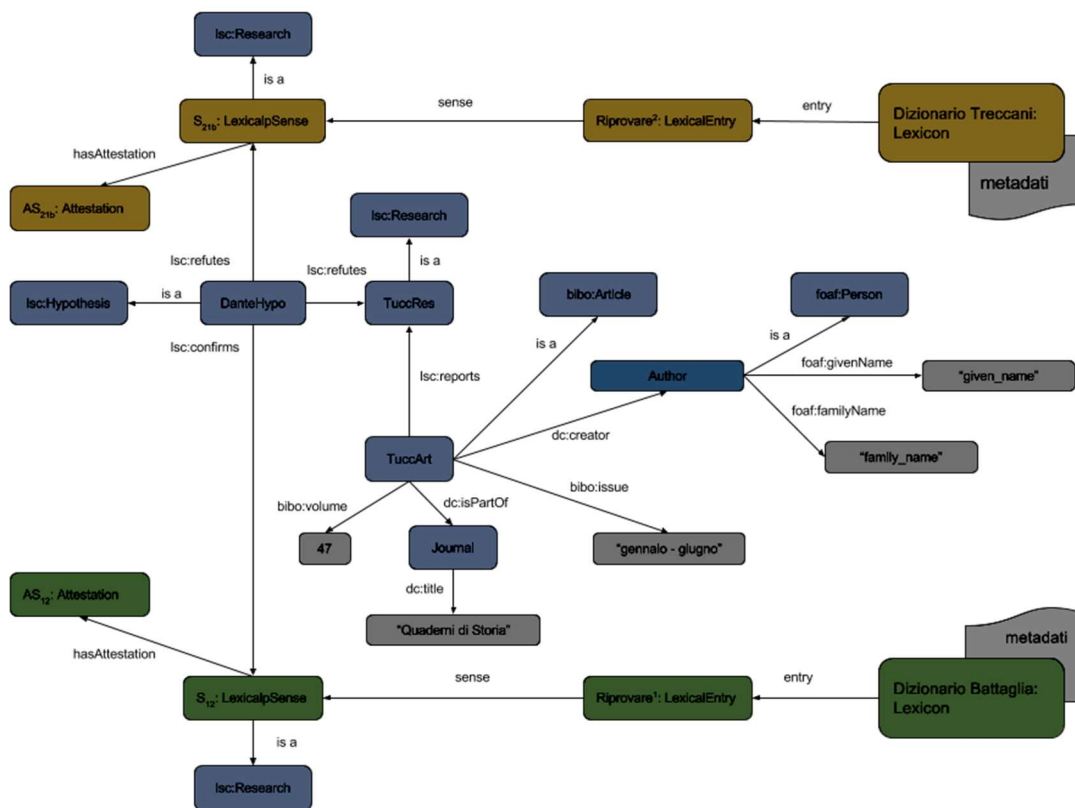 lsc:Research
is a
S21b: LexicalpSense
sense
Riprovare²: LexicalEntry
entry
Dizionario Treccani:
Lexicon
metadati
hasAttestation
AS21b: Attestation
lsc:Research
is a
lsc:refutes
lsc:refutes
lsc:Hypothesis
is a
DanteHypo
TuccRes
bibo:Article
foaf:Person
lsc:confirms
is a
is a
lsc:reports
Author
foaf:givenName
"given_name"
foaf:familyName
dc:creator
"family_name"
TuccArt
bibo:volume
dc:isPartOf
bibo:issue
47
Journal
"gennaio - giugno"
dc:title
"Quaderni di Storia"
AS12: Attestation
hasAttestation
metadati
S12: LexicalpSense
sense
Riprovare¹: LexicalEntry
entry
Dizionario Battaglia:
Lexicon
is a
lsc:Research